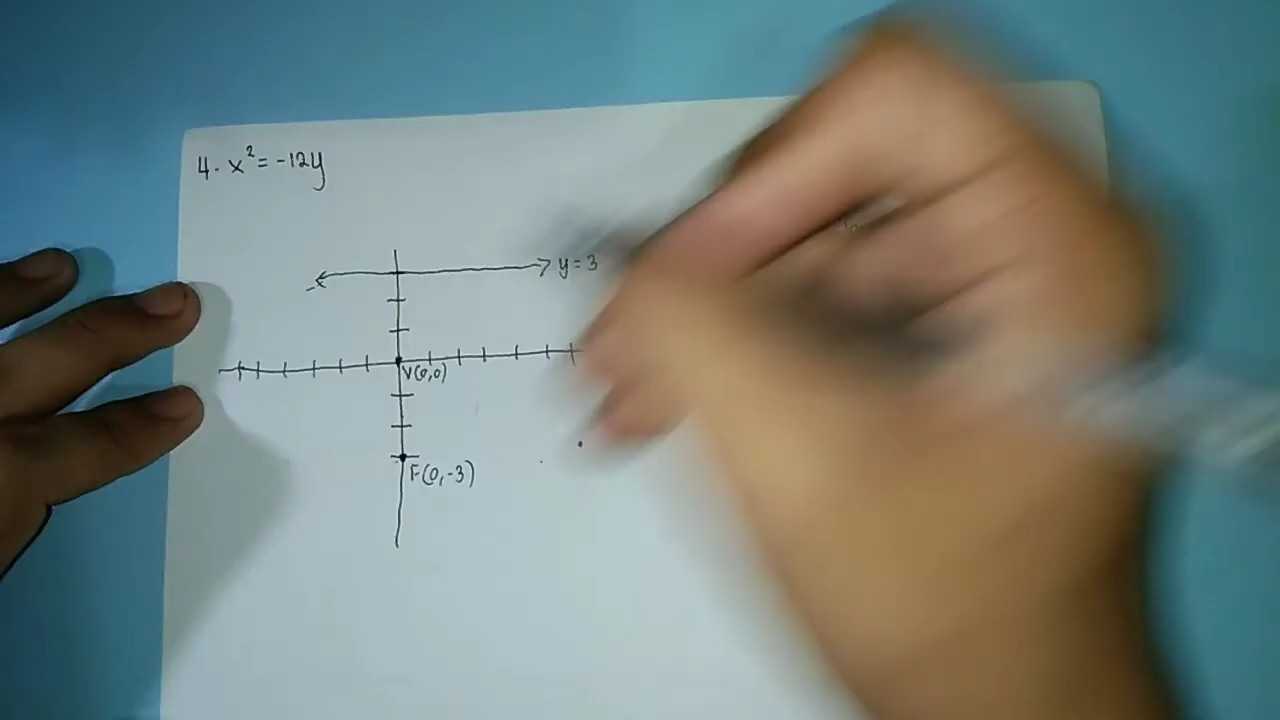 4. x² = -12y
y = 3
V(0,0)
F(0,-3)